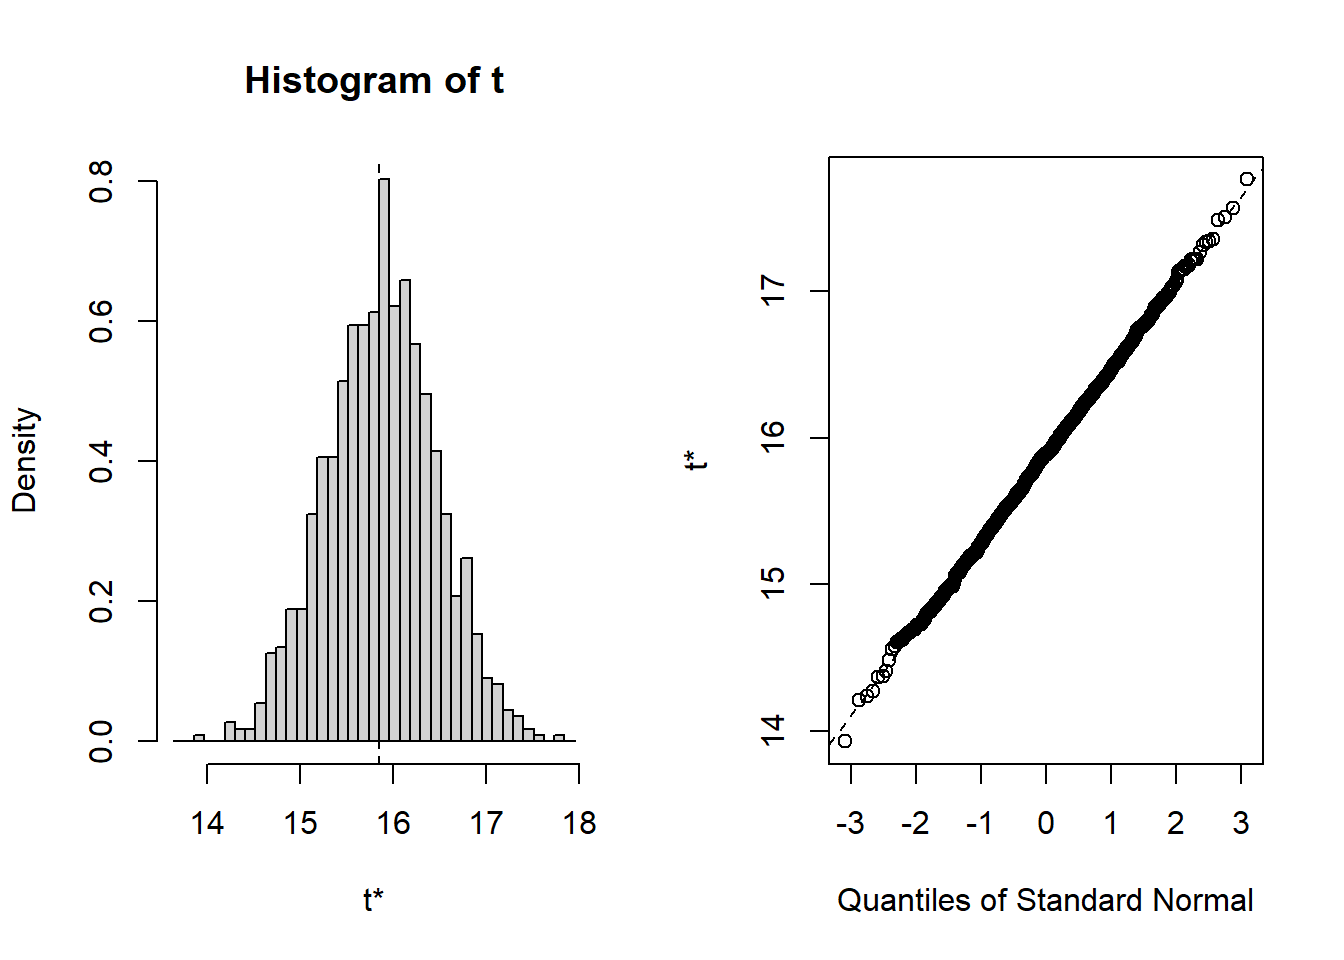 Histogram of t
Density
0.0 0.2 0.4 0.6 0.8
14 15 16 17 18
t*
t*
14 15 16 17
-3 -2 -1 0 1 2 3
Quantiles of Standard Normal